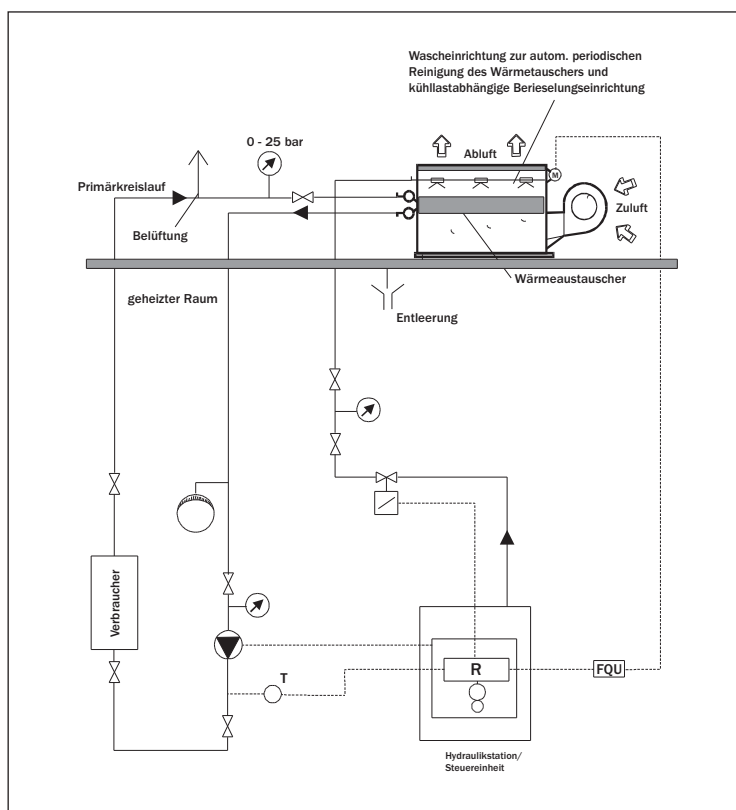 Wascheinrichtung zur autom. periodischen
Reinigung des Wärmetauschers und
kühllastabhängige Berieselungseinrichtung
0 - 25 bar
Abluft
M
Primärkreislauf
Zuluft
Belüftung
Wärmeaustauscher
geheizter Raum
Entleerung
Verbraucher
T
R
FQU
Hydraulikstation/
Steuereinheit